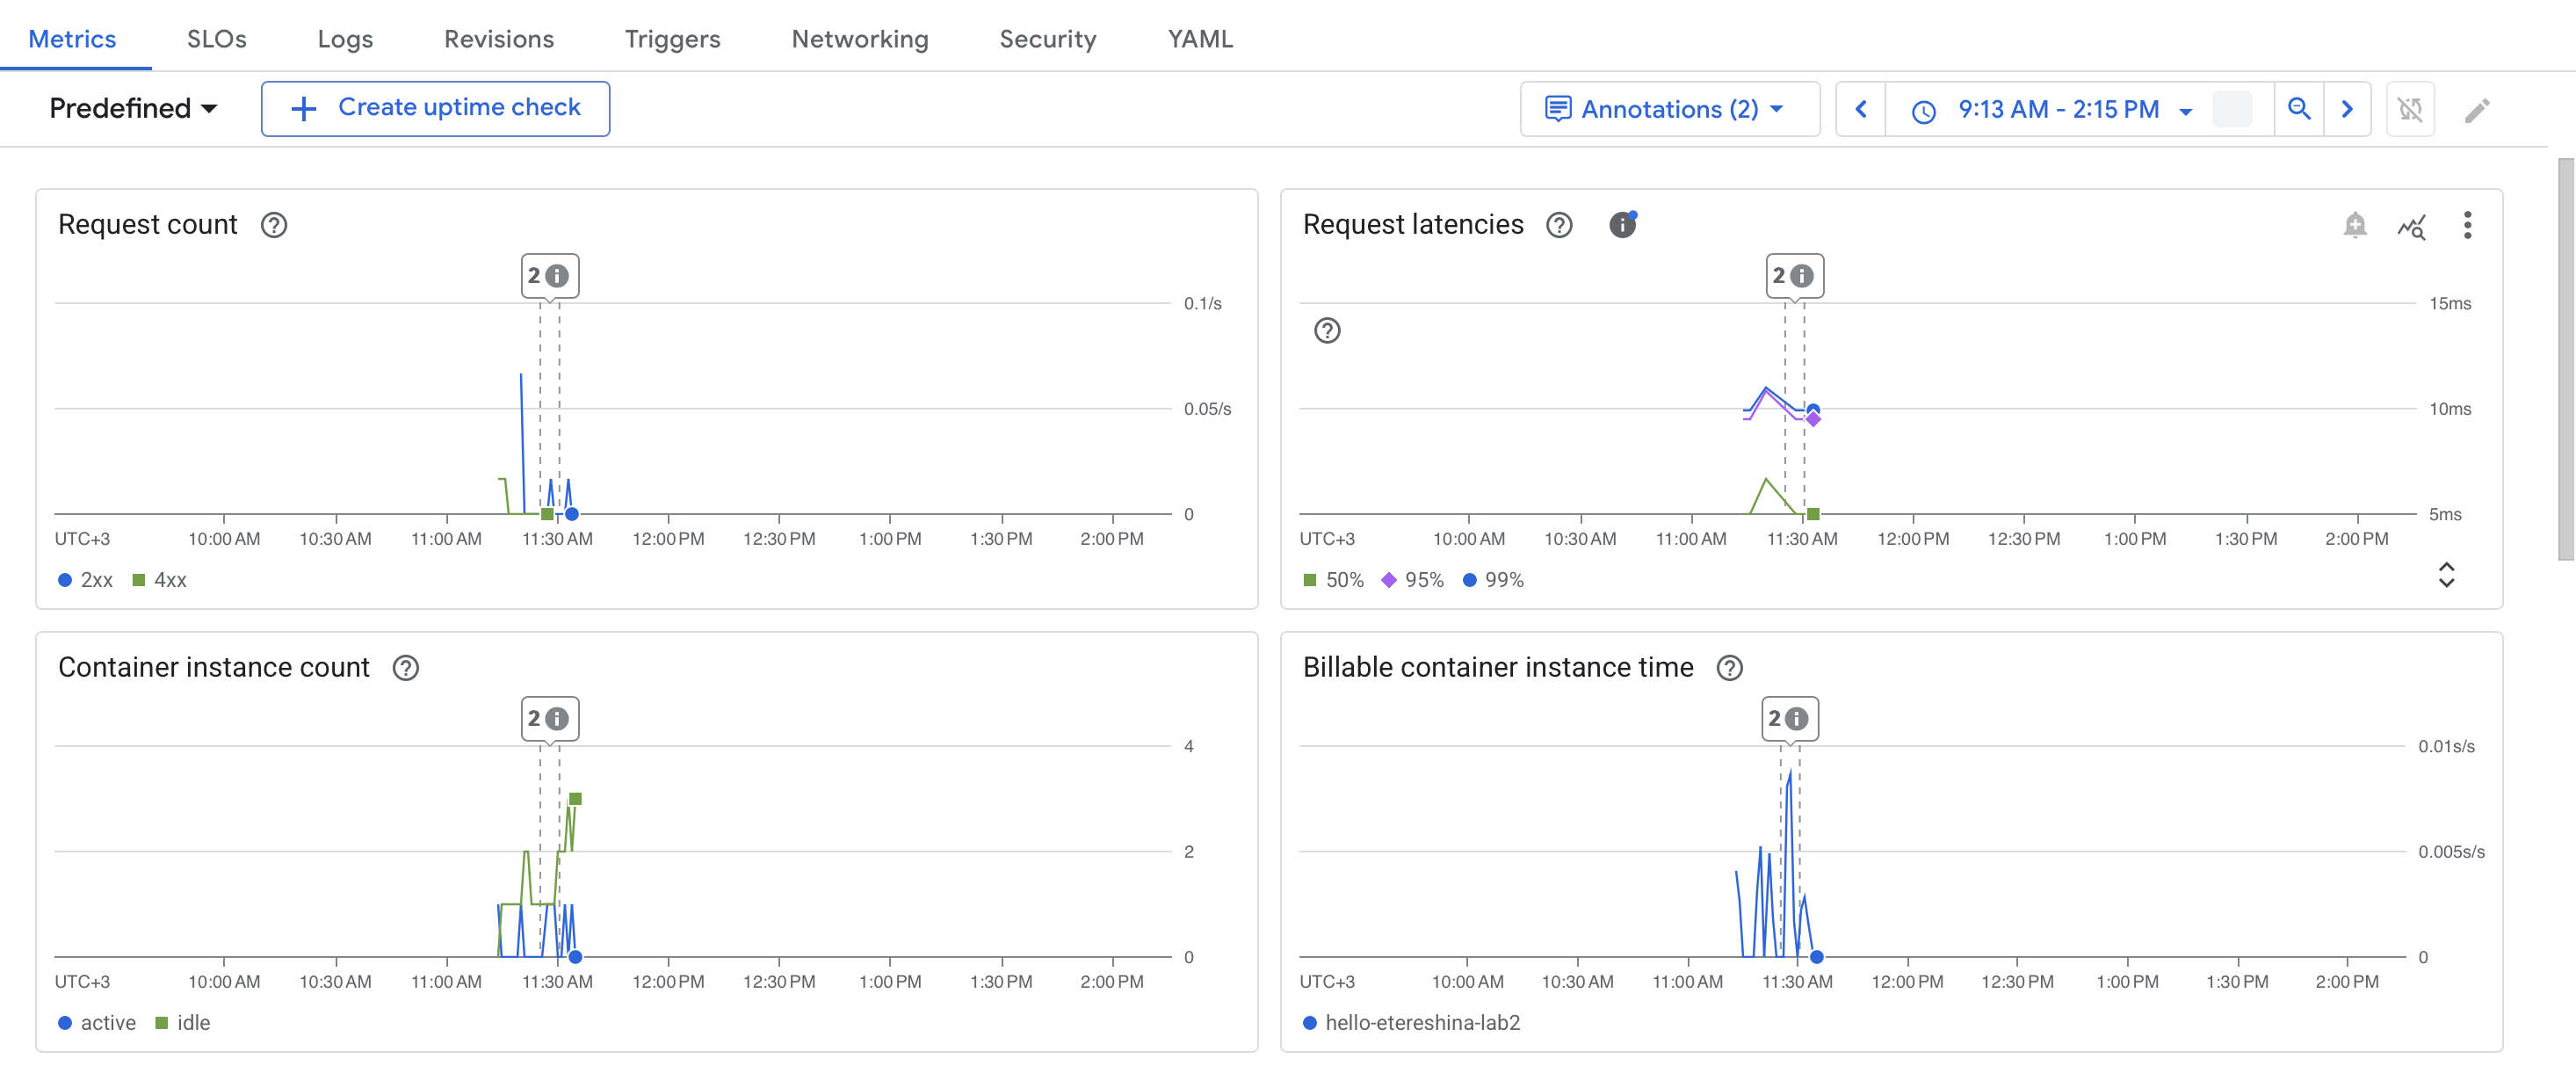 Metrics SLOs Logs Revisions Triggers Networking Security YAML
Predefined Create uptime check Annotations (2) 9:13 AM - 2:15 PM
Request count
2
0.1/s
0.05/s
0
UTC+3 10:00 AM 10:30 AM 11:00 AM 11:30 AM 12:00 PM 12:30 PM 1:00 PM 1:30 PM 2:00 PM
2xx 4xx
Request latencies
2
15ms
10ms
5ms
UTC+3 10:00 AM 10:30 AM 11:00 AM 11:30 AM 12:00 PM 12:30 PM 1:00 PM 1:30 PM 2:00 PM
50% 95% 99%
Container instance count
2
4
2
0
UTC+3 10:00 AM 10:30 AM 11:00 AM 11:30 AM 12:00 PM 12:30 PM 1:00 PM 1:30 PM 2:00 PM
active idle
Billable container instance time
2
0.01s/s
0.005s/s
0
UTC+3 10:00 AM 10:30 AM 11:00 AM 11:30 AM 12:00 PM 12:30 PM 1:00 PM 1:30 PM 2:00 PM
hello-etereshina-lab2